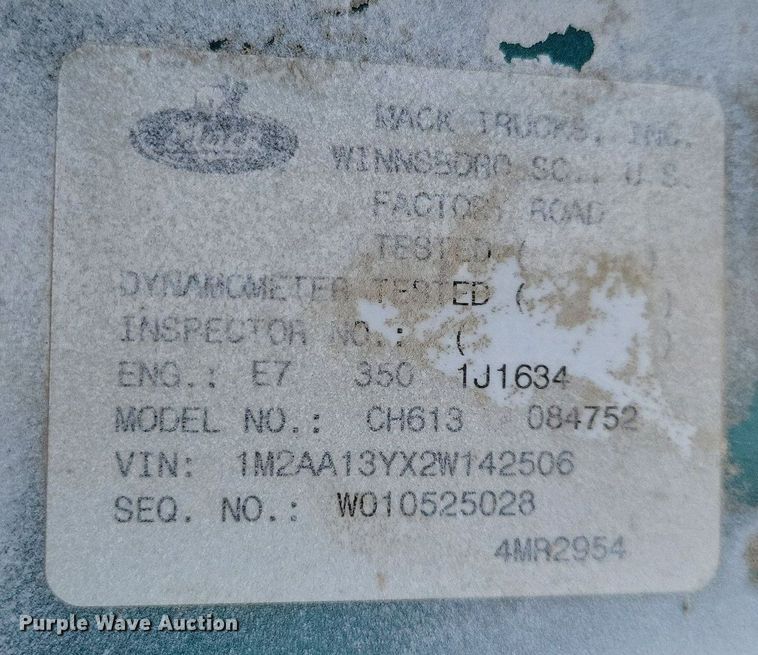 MACK TRUCKS, INC.
WINNSBORO SC., U.S.
FACTORY ROAD
TESTED ( )
DYNAMOMETER TESTED ( )
INSPECTOR NO.: ( )
ENG.: E7 350 1J1634
MODEL NO.: CH613 084752
VIN: 1M2AA13YX2W142506
SEQ. NO.: W010525028
4MR2954
Purple Wave Auction